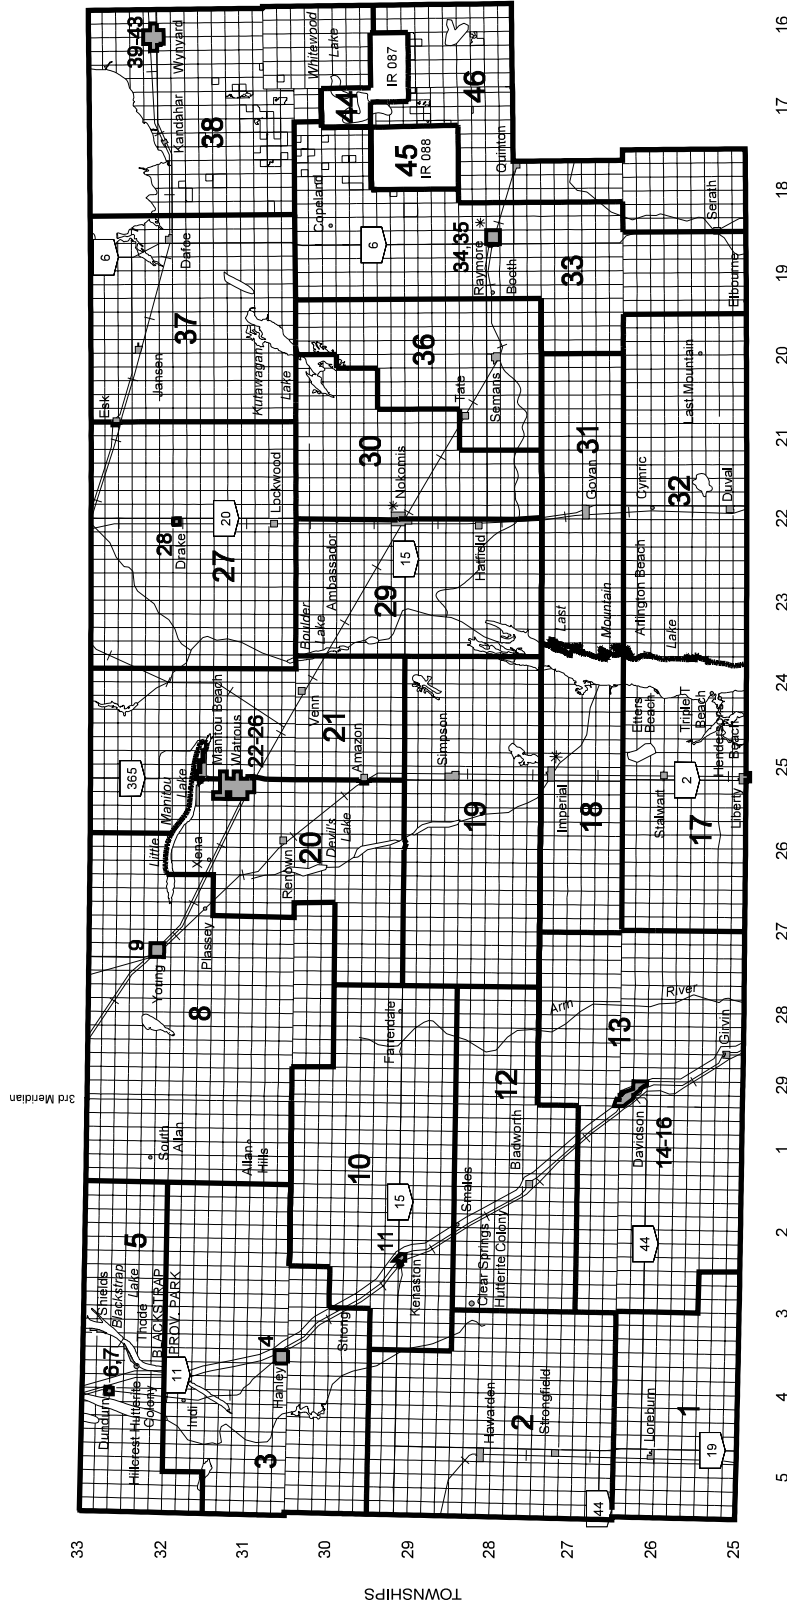 16
17
18
19
20
21
22
23
24
25
26
27
28
29
1
2
3
4
5
3rd Meridian
TOWNSHIPS
33
32
31
30
29
28
27
26
25
39-43
Wynyard
Kandahar
38
Whitewood
Lake
IR 087
44
46
45
IR 088
Quinton
Copeland
6
34,35
Raymore
Booth
33
Serath
Elbourne
6
Dafoe
37
Jansen
Esk
Kutawagan
Lake
36
Tate
Semans
30
Nokomis
31
Govan
Last Mountain
Cymric
32
Duval
28
Drake
20
Lockwood
27
Ambassador
15
29
Hatfield
Boulder
Lake
Last
Mountain
Lake
Arlington Beach
Manitou Beach
Watrous
22-26
Venn
21
Amazon
365
Little
Manitou
Lake
Xena
Renown
20
Devil's
Lake
Simpson
19
Imperial
18
Etters
Beach
Triple T
Beach
Hendersons
Beach
Stalwart
2
17
Liberty
9
Young
Plassey
8
Farrerdale
Arm
River
13
Girvin
12
Bladworth
Davidson
14-16
44
South
Allan
Allan
Hills
10
15
Smales
11
Kenaston
Clear Springs
Hutterite Colony
5
Shields
Blackstrap
Lake
Thode
BLACKSTRAP
PROV. PARK
6,7
Dundurn
Hillcrest Hutterite
Colony
11
Indi
4
Hanley
Strong
3
Hawarden
2
Strongfield
1
Loreburn
19
44